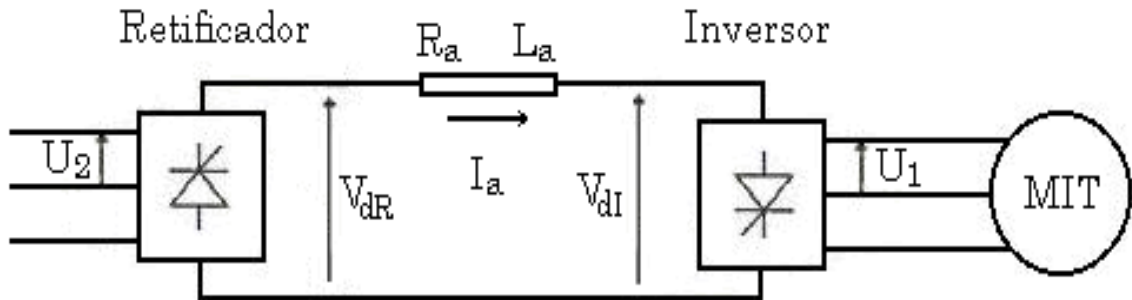 Retificador
Inversor
Rₐ Lₐ
U₂
VdR
Iₐ
VdI
U₁
MIT